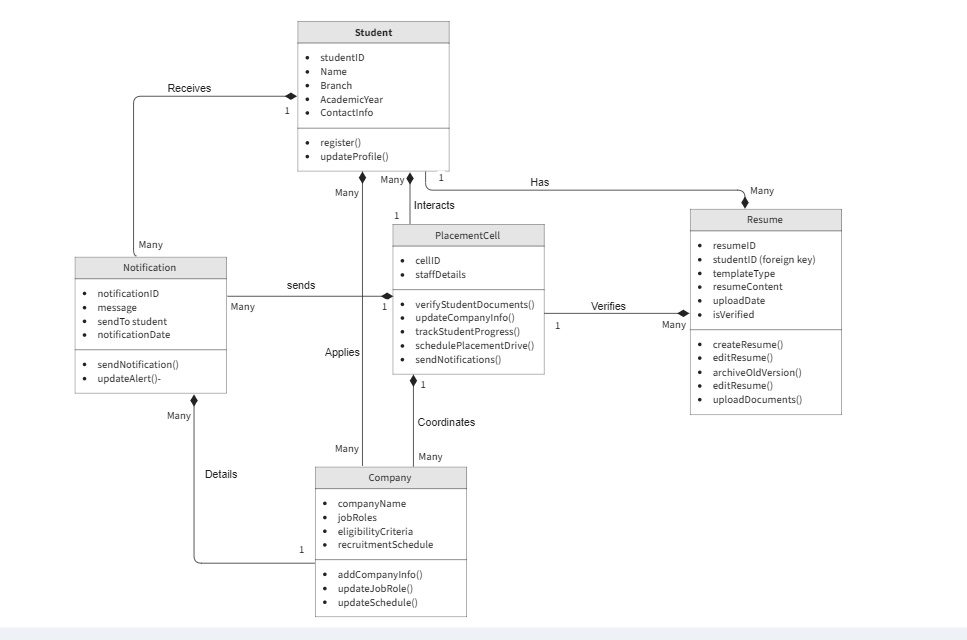 Student
studentID
Name
Branch
AcademicYear
ContactInfo
register()
updateProfile()
Receives
1
Many
Many
Many
1
Has
Many
Interacts
1
Resume
resumeID
studentID (foreign key)
templateType
resumeContent
uploadDate
isVerified
createResume()
editResume()
archiveOldVersion()
editResume()
uploadDocuments()
PlacementCell
cellID
staffDetails
verifyStudentDocuments()
updateCompanyInfo()
trackStudentProgress()
schedulePlacementDrive()
sendNotifications()
Many
Notification
notificationID
message
sendTo student
notificationDate
sendNotification()
updateAlert()-
sends
Many
1
Verifies
1
Many
Applies
1
Coordinates
Many
Many
Many
Details
1
Company
companyName
jobRoles
eligibilityCriteria
recruitmentSchedule
addCompanyInfo()
updateJobRole()
updateSchedule()